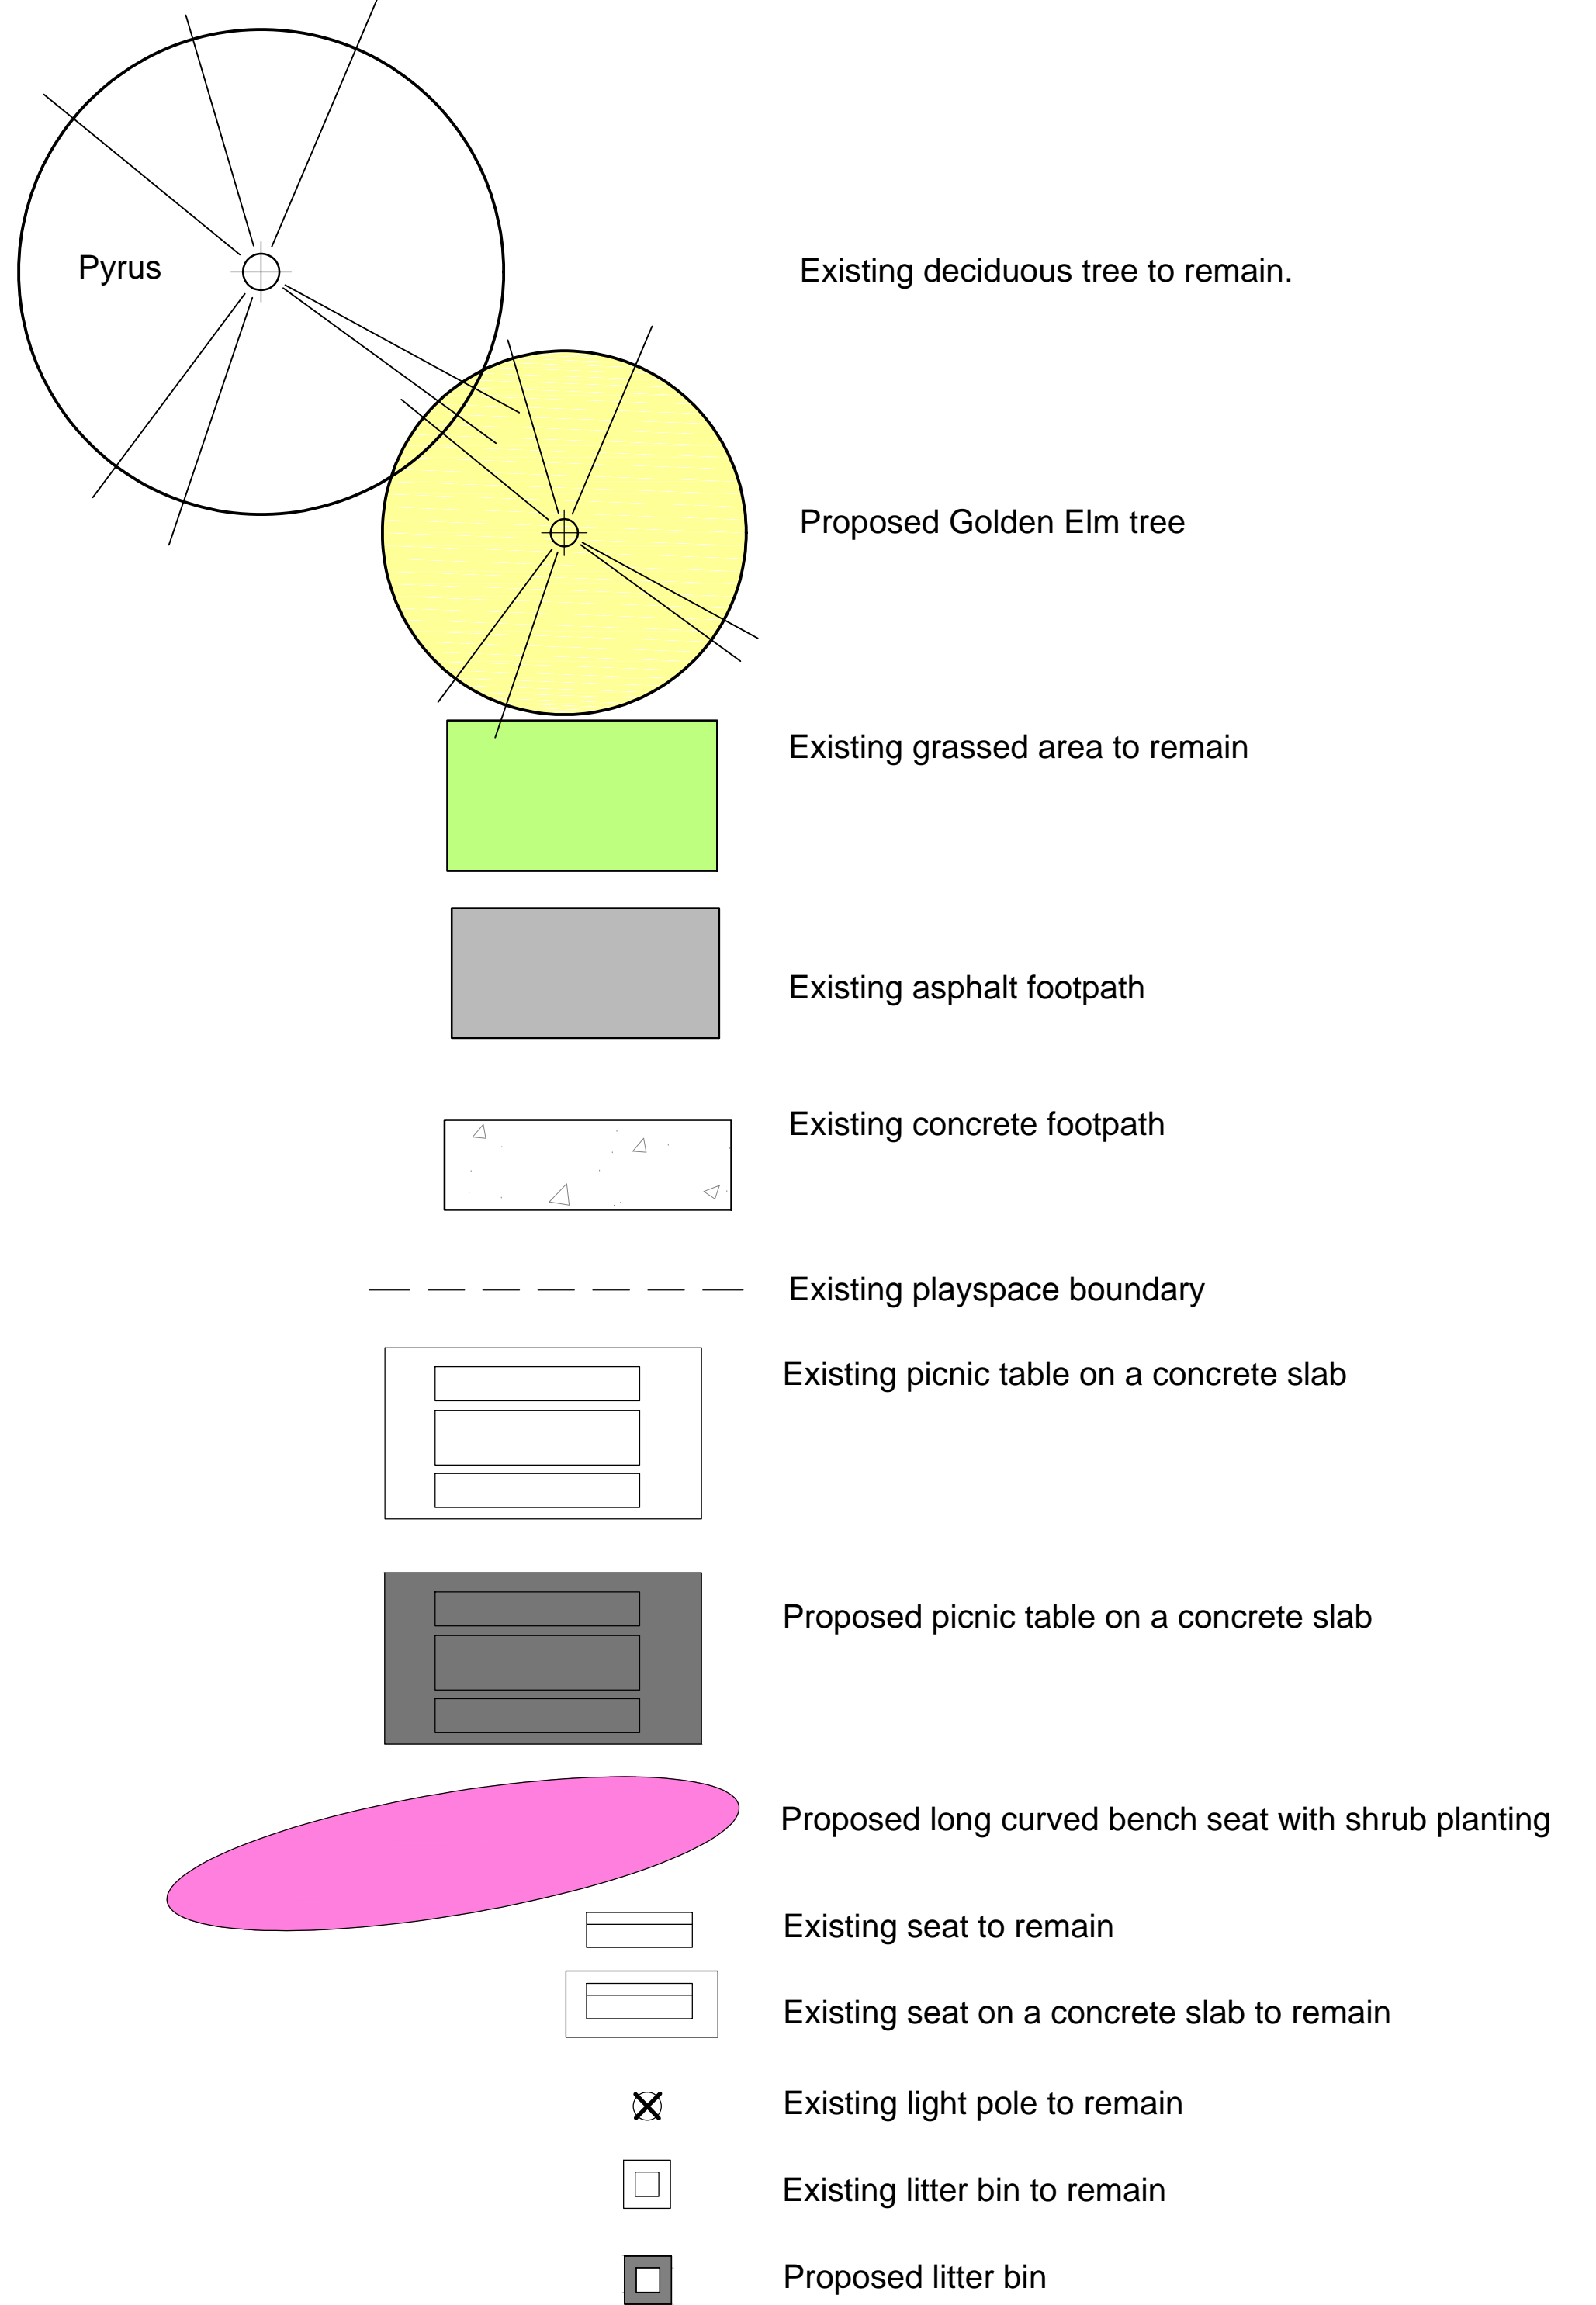 Pyrus
Existing deciduous tree to remain.
Proposed Golden Elm tree
Existing grassed area to remain
Existing asphalt footpath
Existing concrete footpath
Existing playspace boundary
Existing picnic table on a concrete slab
Proposed picnic table on a concrete slab
Proposed long curved bench seat with shrub planting
Existing seat to remain
Existing seat on a concrete slab to remain
Existing light pole to remain
Existing litter bin to remain
Proposed litter bin